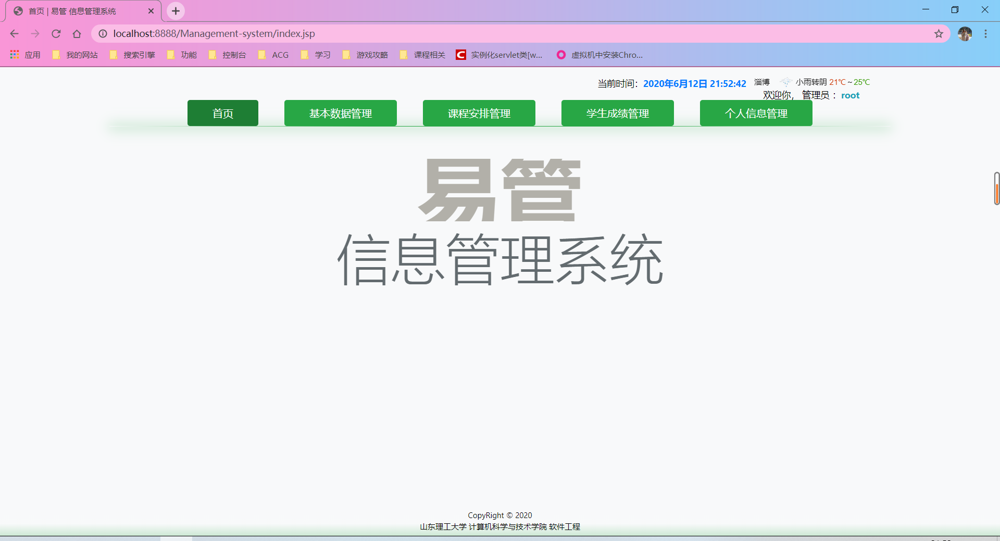 首页 | 易管 信息管理系统
localhost:8888/Management-system/index.jsp
应用 我的网站 搜索引擎 功能 控制台 ACG 学习 游戏攻略 课程相关 实例化servlet类[w... 虚拟机中安装Chro...
当前时间：2020年6月12日 21:52:42 淄博 小雨转阴 21℃~25℃
欢迎你， 管理员 ： root
首页 基本数据管理 课程安排管理 学生成绩管理 个人信息管理
易管
信息管理系统
CopyRight © 2020
山东理工大学 计算机科学与技术学院 软件工程